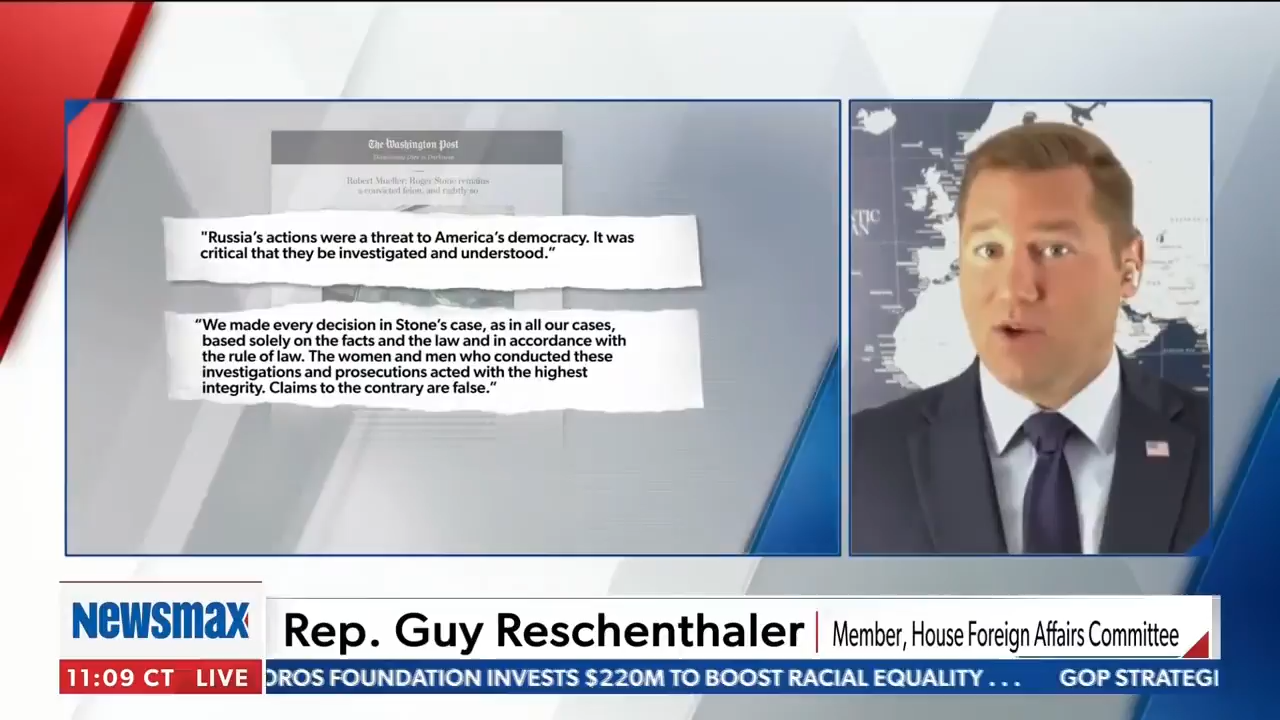 The Washington Post
Democracy Dies in Darkness
Robert Mueller: Roger Stone remains
a convicted felon, and rightly so
"Russia's actions were a threat to America's democracy. It was
critical that they be investigated and understood."
"We made every decision in Stone's case, as in all our cases,
based solely on the facts and the law and in accordance with
the rule of law. The women and men who conducted these
investigations and prosecutions acted with the highest
integrity. Claims to the contrary are false."
NEWSMAX
Rep. Guy Reschenthaler
Member, House Foreign Affairs Committee
11:09 CT LIVE
OROS FOUNDATION INVESTS $220M TO BOOST RACIAL EQUALITY . . . GOP STRATEGI